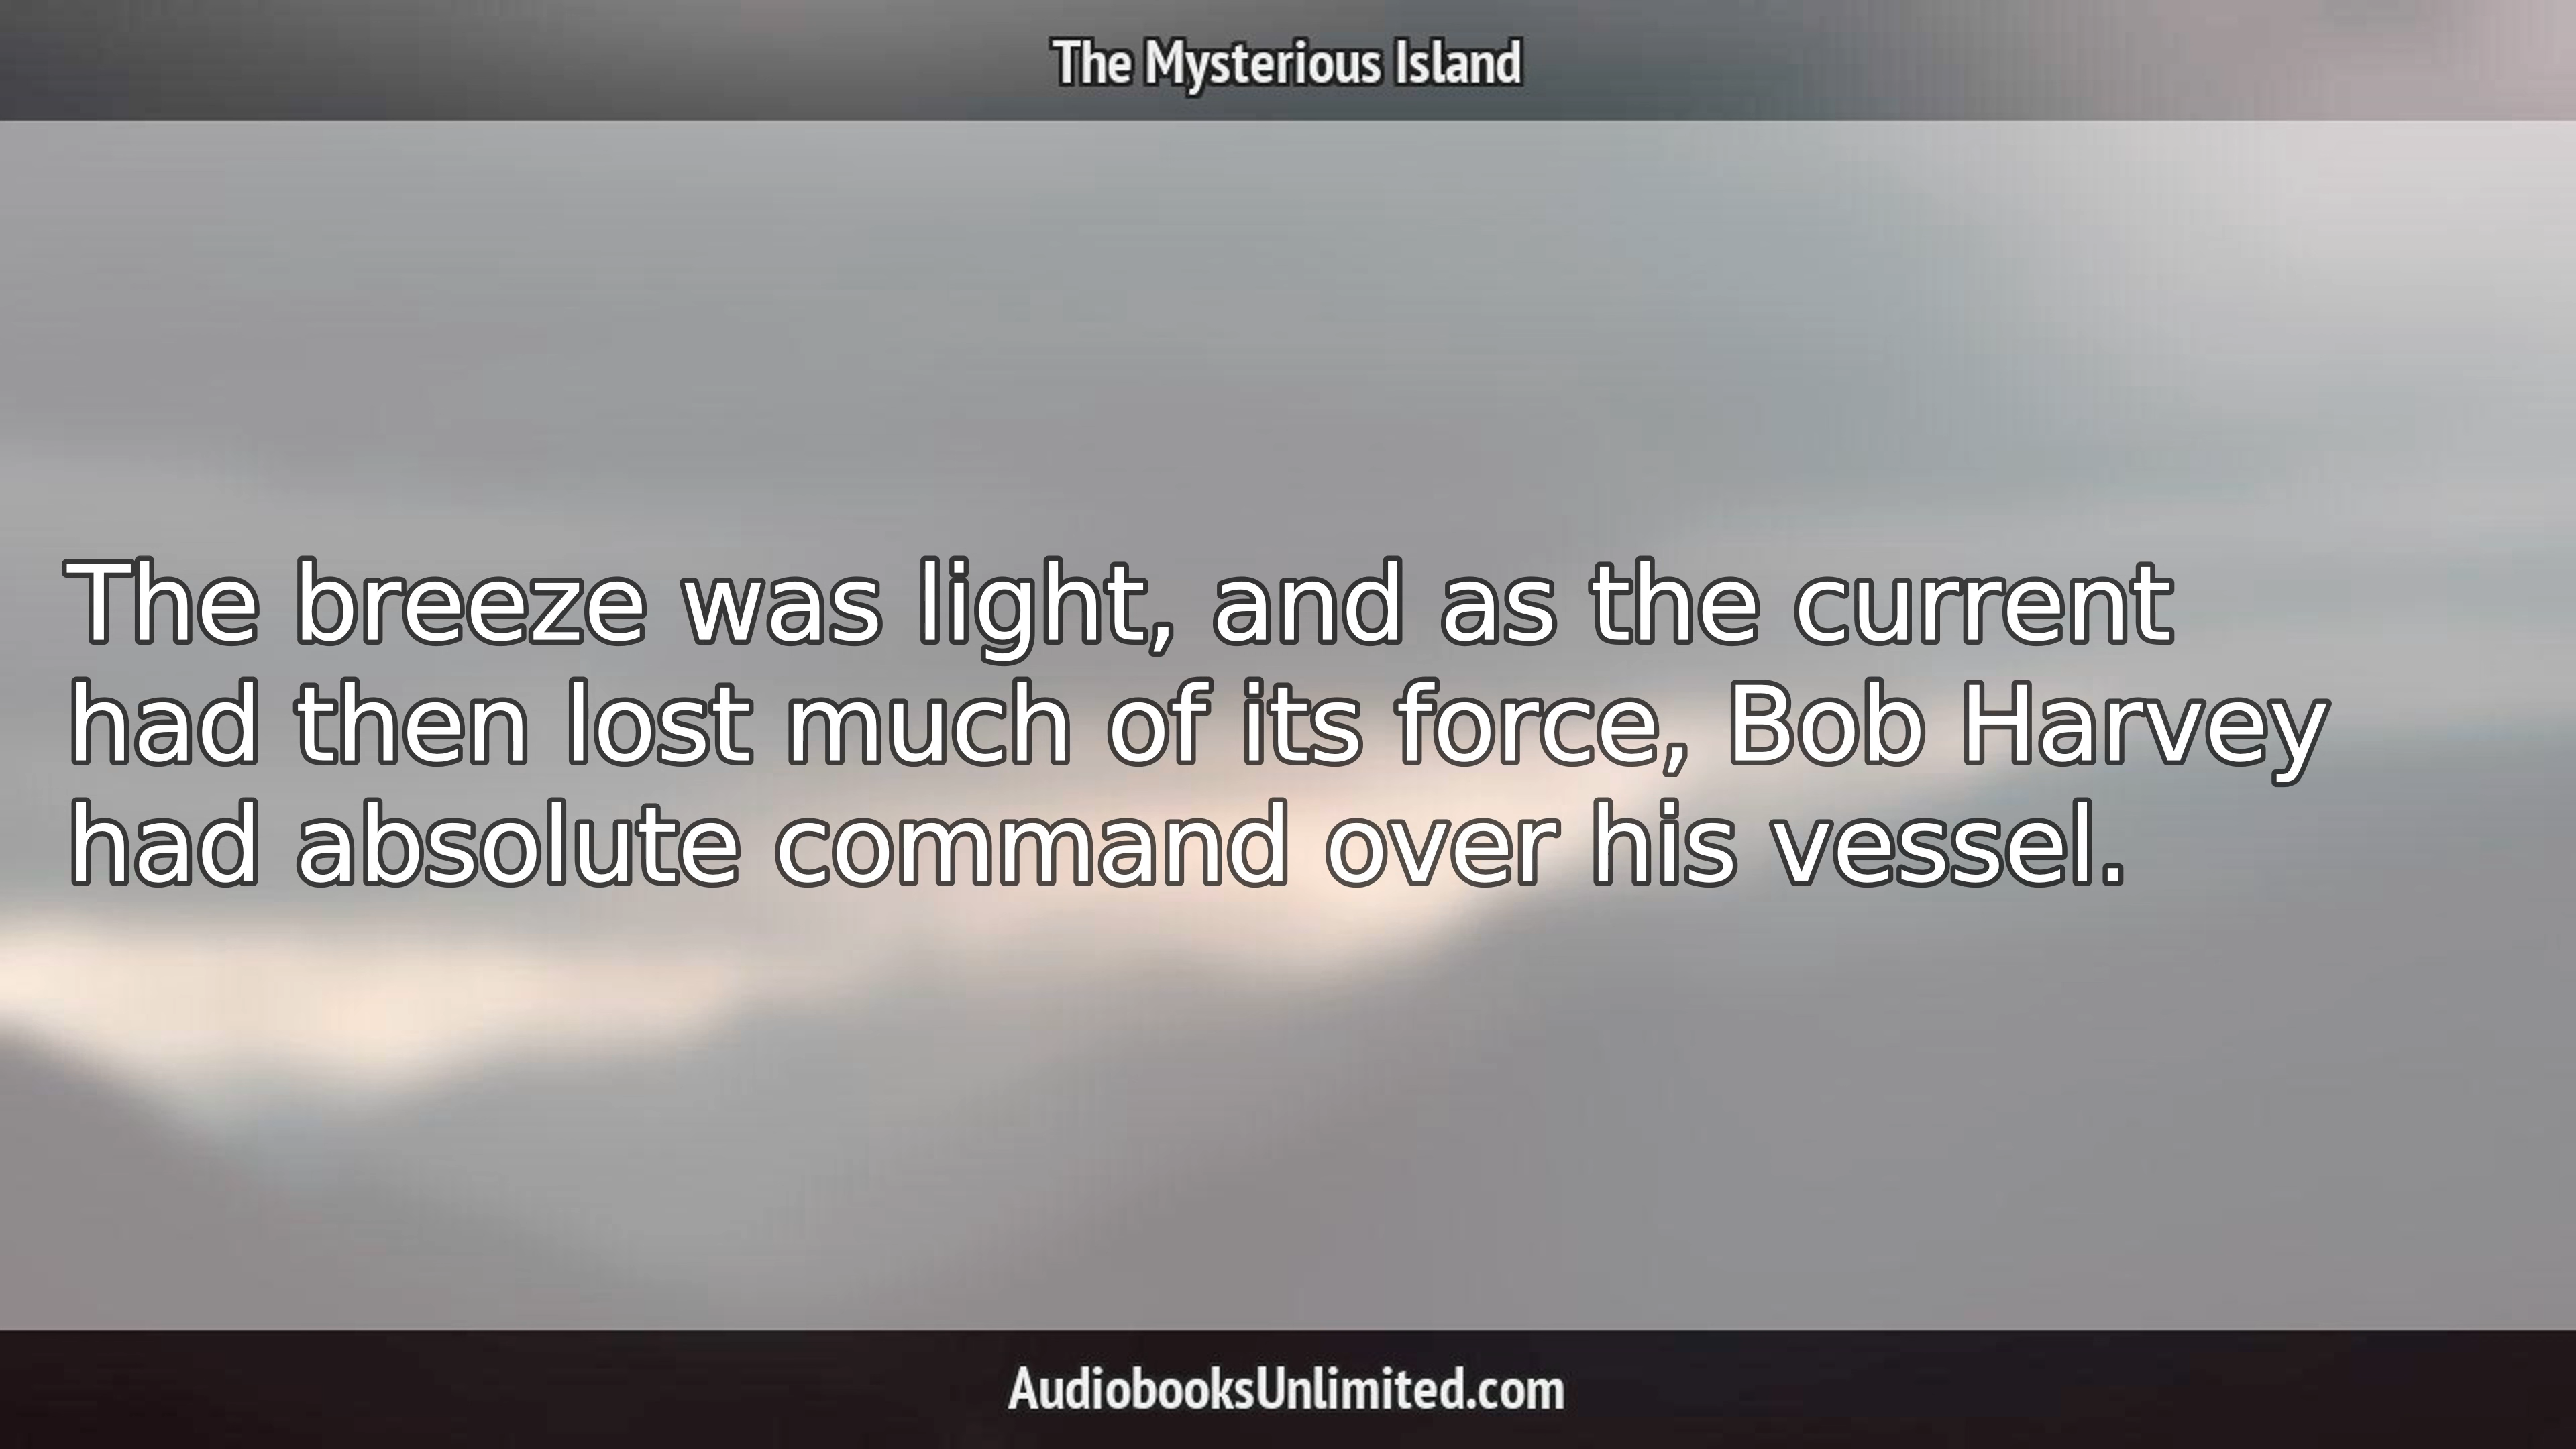 The Mysterious Island
The breeze was light, and as the current
had then lost much of its force, Bob Harvey
had absolute command over his vessel.
AudiobooksUnlimited.com